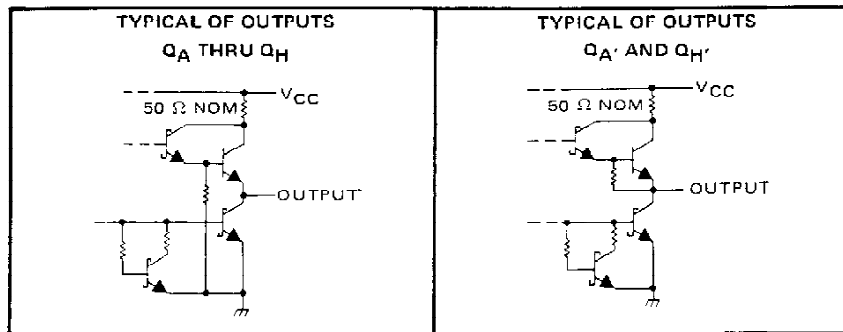 TYPICAL OF OUTPUTS
QA THRU QH
VCC
50 Ω NOM
OUTPUT
TYPICAL OF OUTPUTS
QA' AND QH'
VCC
50 Ω NOM
OUTPUT